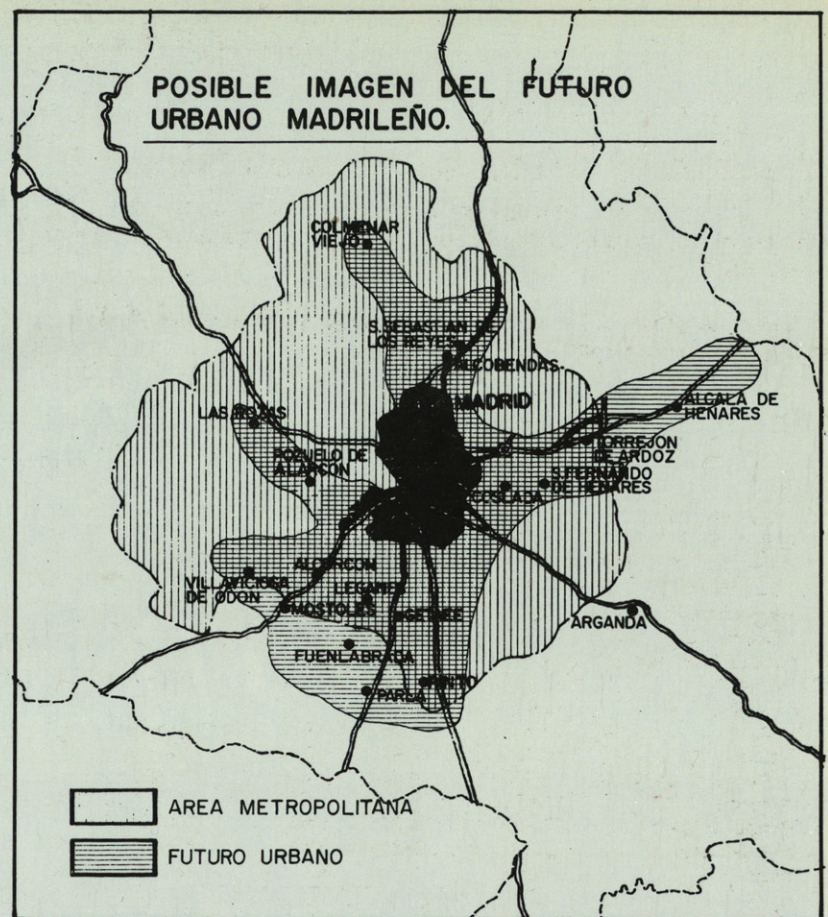 POSIBLE IMAGEN DEL FUTURO
URBANO MADRILEÑO.
COLMENAR
VIEJO
S.SEBASTIAN
LOS REYES
ALCOBENDAS
MADRID
ALCALA DE
HENARES
LAS ROZAS
TORREJON
DE ARDOZ
POZUELO DE
ALARCON
S.FERNANDO
DE HENARES
COSLADA
ALCORCON
VILLAVICIOSA
DE ODON
LEGANES
MOSTOLES
GETAFE
ARGANDA
FUENLABRADA
PINTO
PARLA
AREA METROPOLITANA
FUTURO URBANO